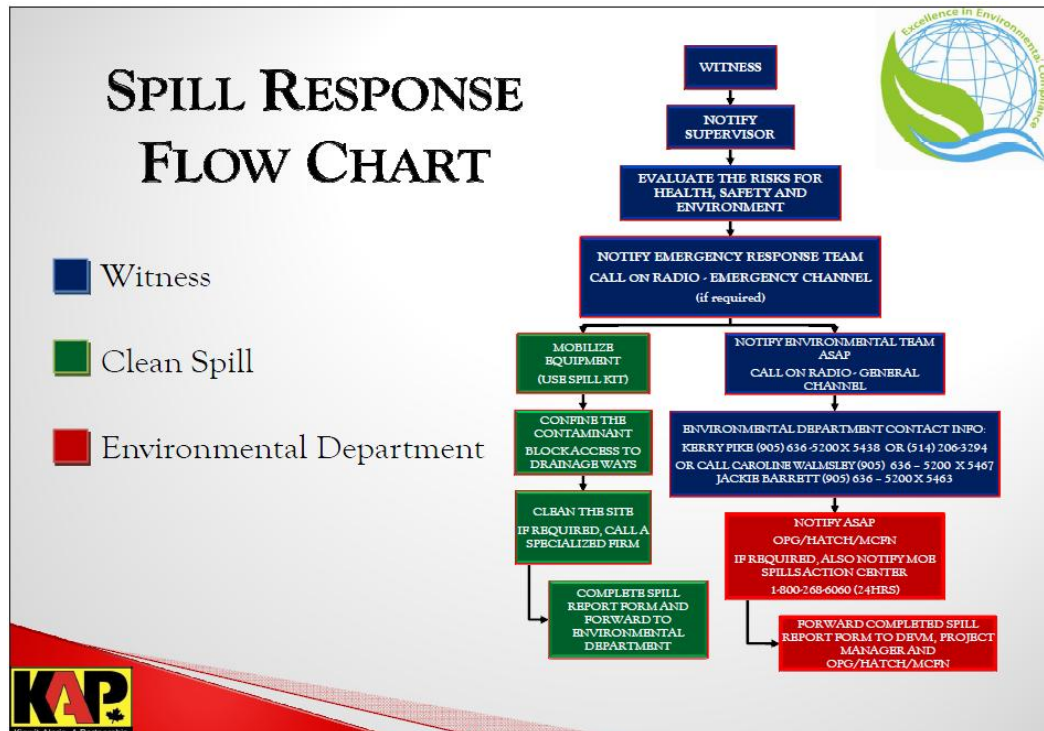 SPILL RESPONSE
FLOW CHART
Witness
Clean Spill
Environmental Department
Excellence in Environmental Compliance
WITNESS
NOTIFY
SUPERVISOR
EVALUATE THE RISKS FOR
HEALTH, SAFETY AND
ENVIRONMENT
NOTIFY EMERGENCY RESPONSE TEAM
CALL ON RADIO - EMERGENCY CHANNEL
(if required)
MOBILIZE
EQUIPMENT
(USE SPILL KIT)
CONFINE THE
CONTAMINANT
BLOCK ACCESS TO
DRAINAGE WAYS
CLEAN THE SITE
IF REQUIRED, CALL A
SPECIALIZED FIRM
COMPLETE SPILL
REPORT FORM AND
FORWARD TO
ENVIRONMENTAL
DEPARTMENT
NOTIFY ENVIRONMENTAL TEAM
ASAP
CALL ON RADIO - GENERAL
CHANNEL
ENVIRONMENTAL DEPARTMENT CONTACT INFO:
KERRY PIKE (905) 636-5200 X 5438 OR (514) 206-3294
OR CALL CAROLINE WALMSLEY (905) 636 – 5200 X 5467
JACKIE BARRETT (905) 636 – 5200 X 5463
NOTIFY ASAP
OPG/HATCH/MCFN
IF REQUIRED, ALSO NOTIFY MOE
SPILLS ACTION CENTER
1-800-268-6060 (24HRS)
FORWARD COMPLETED SPILL
REPORT FORM TO DEVM, PROJECT
MANAGER AND
OPG/HATCH/MCFN
KAP